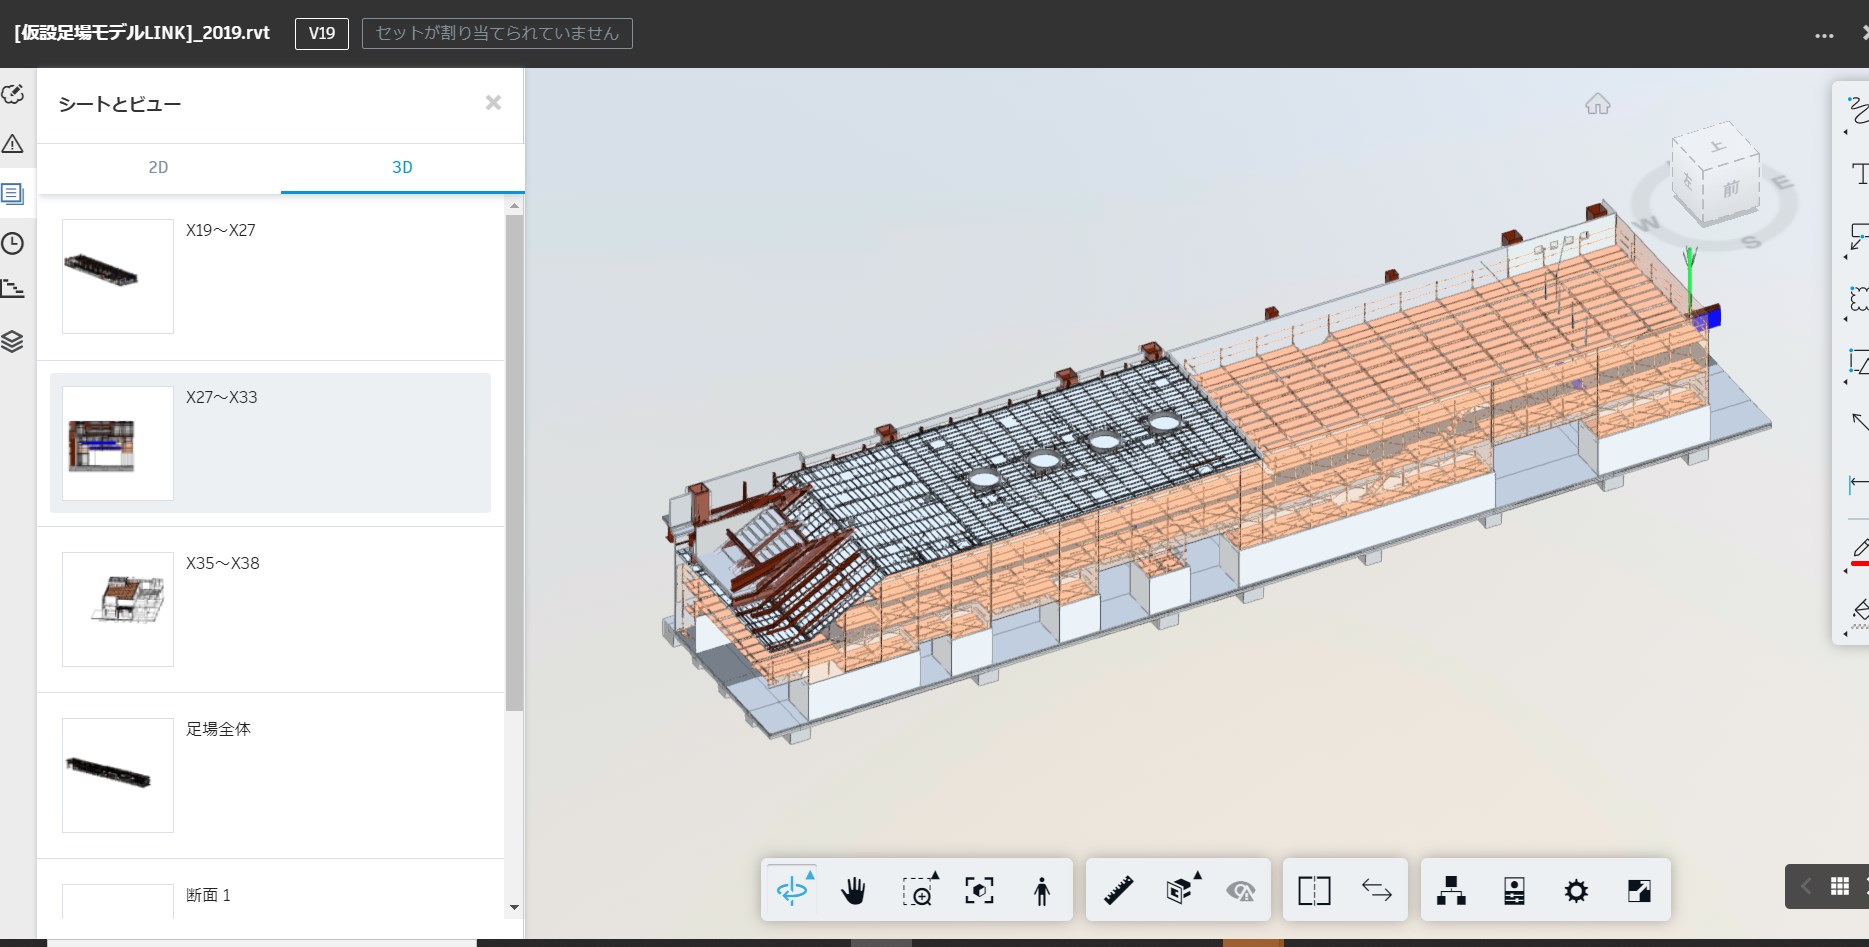 [仮設足場モデルLINK]_2019.rvt
V19
セットが割り当てられていません
シートとビュー
2D
3D
X19～X27
X27～X33
X35～X38
足場全体
断面 1
上
左
前
W
S
E
T